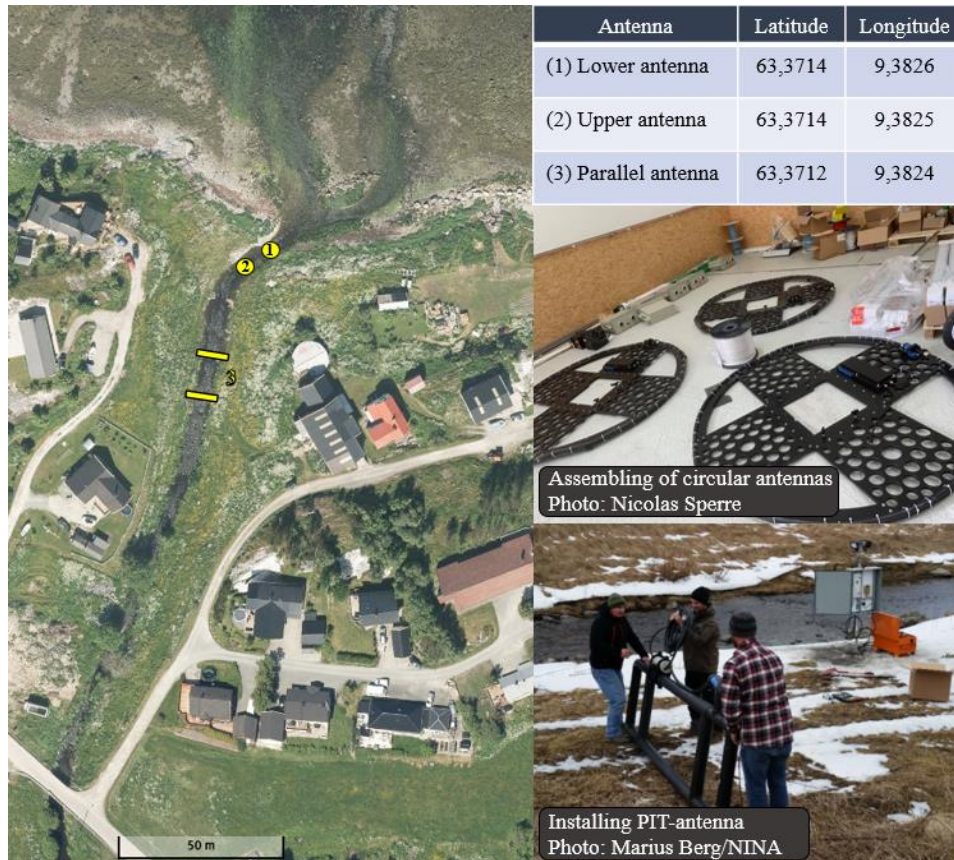 Antenna Latitude Longitude
(1) Lower antenna 63,3714 9,3826
(2) Upper antenna 63,3714 9,3825
(3) Parallel antenna 63,3712 9,3824
1
2
3
50 m
Assembling of circular antennas
Photo: Nicolas Sperre
Installing PIT-antenna
Photo: Marius Berg/NINA